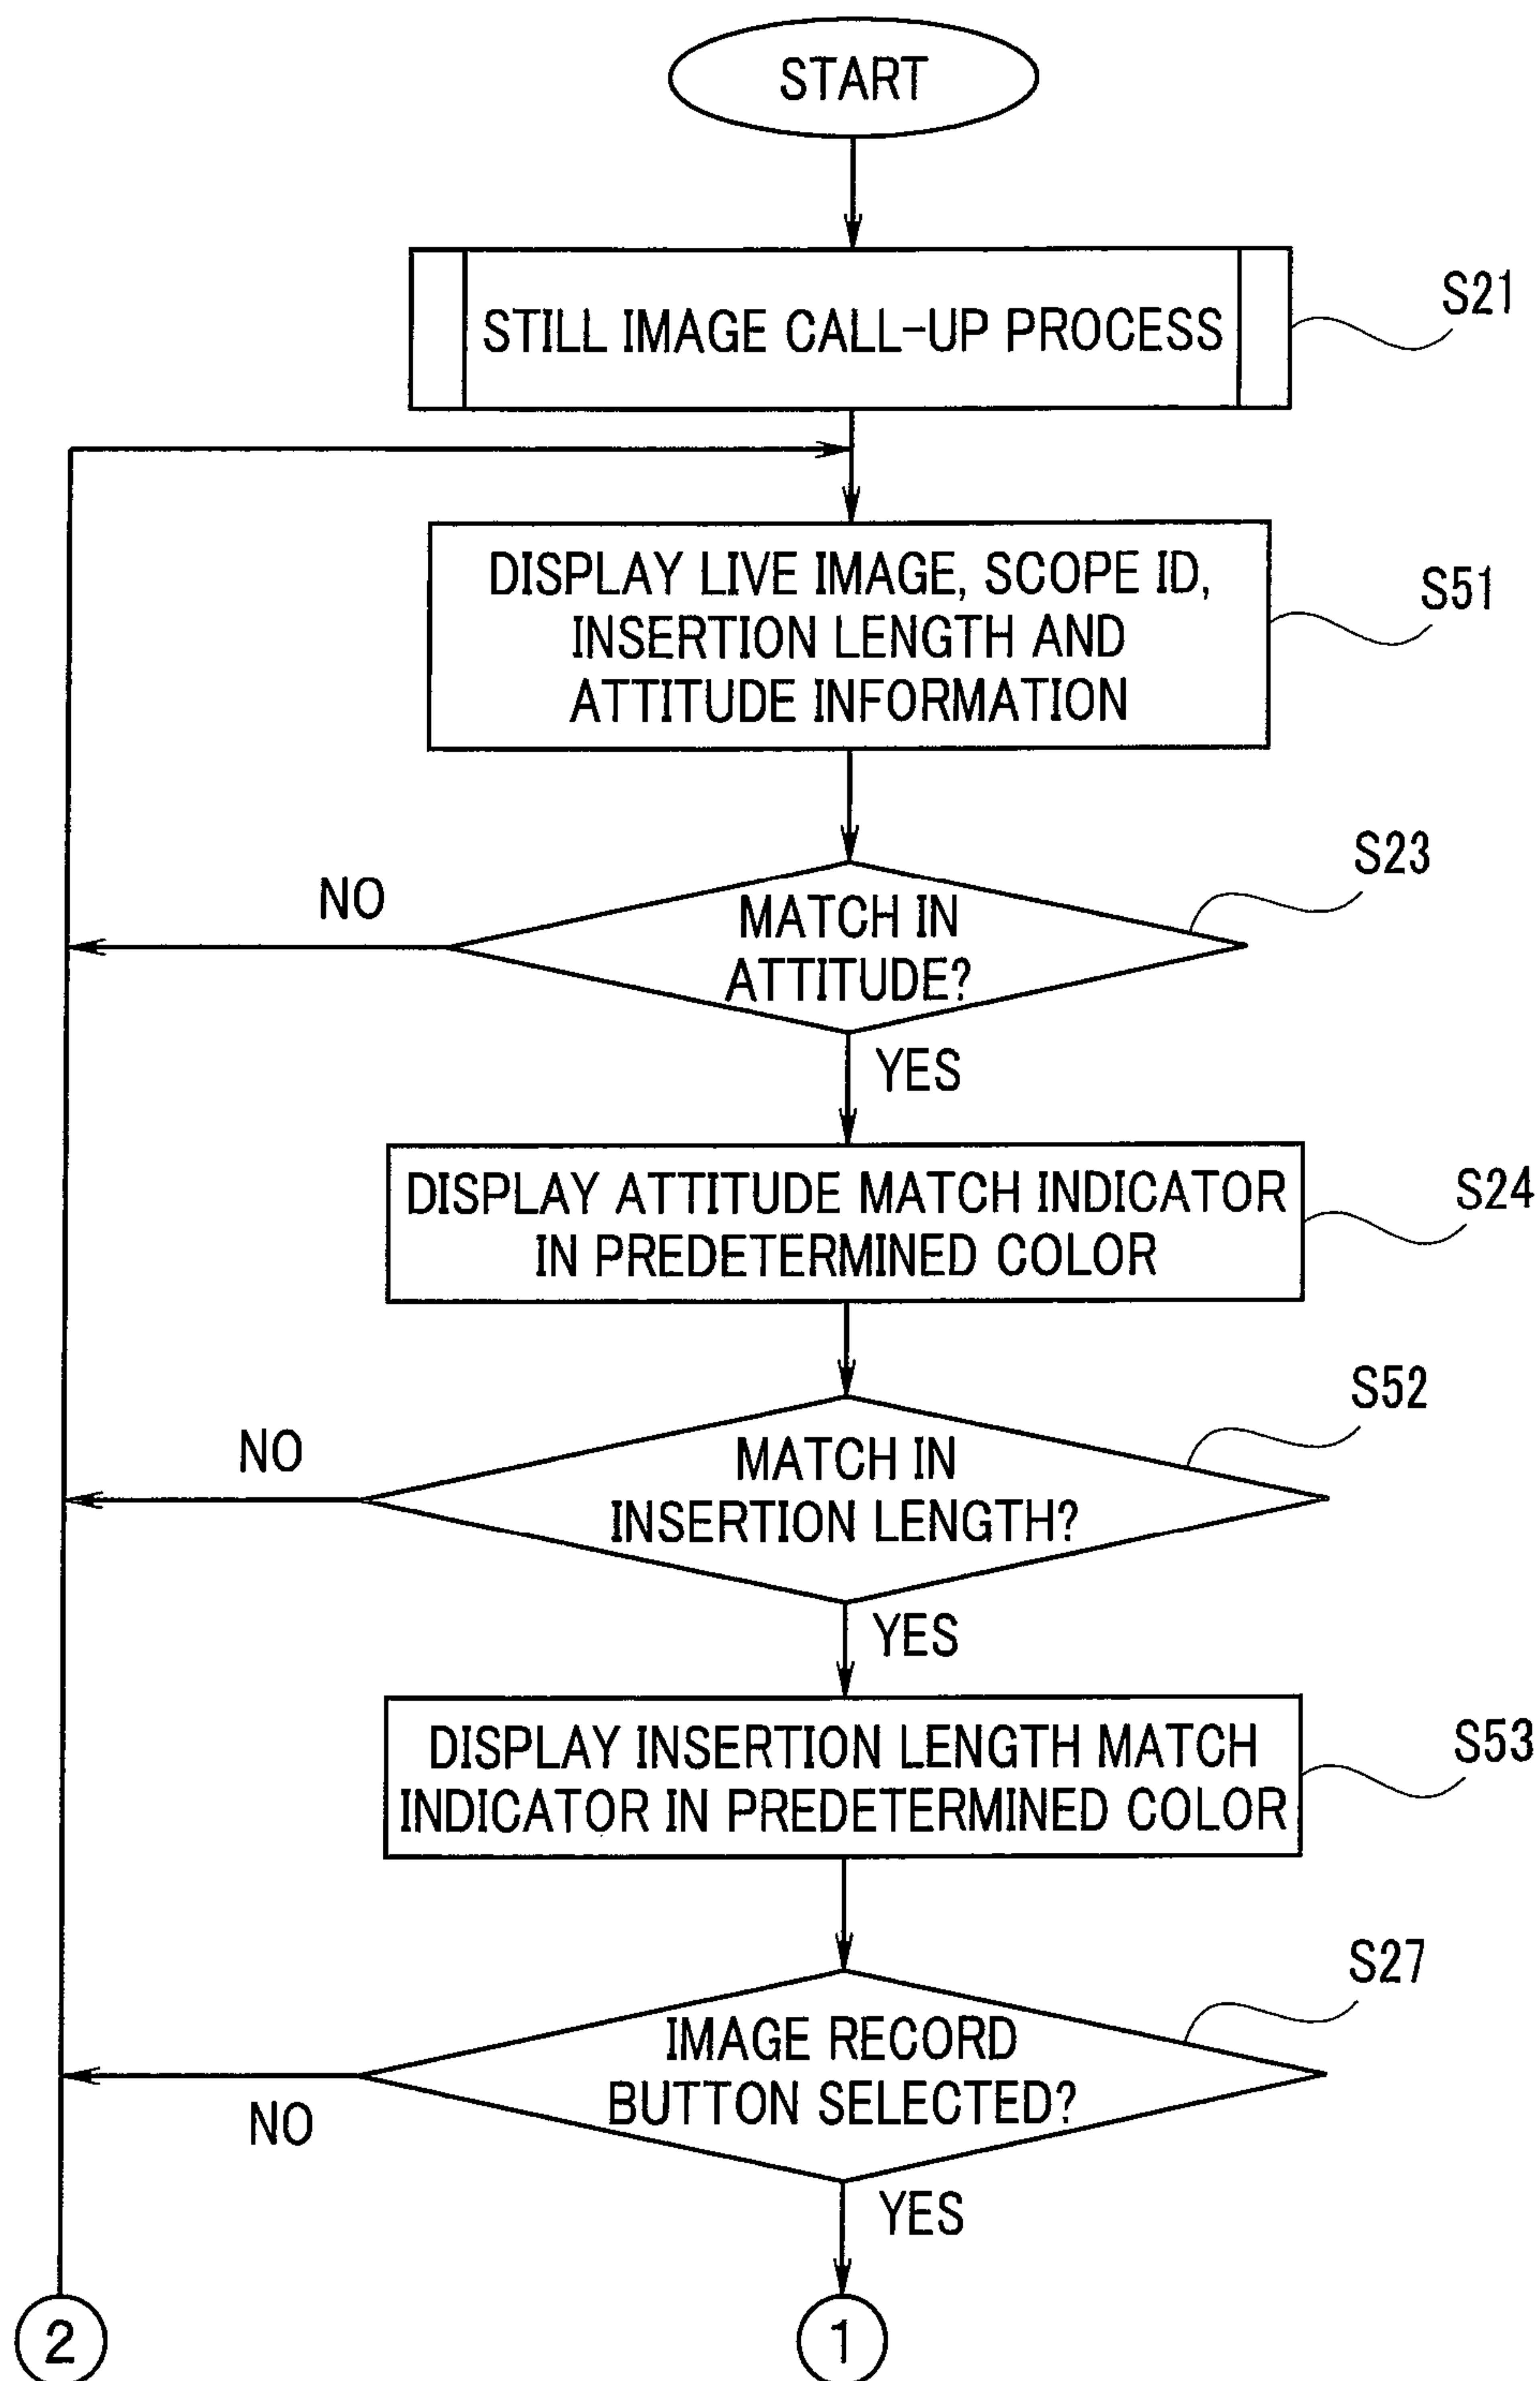 START
STILL IMAGE CALL-UP PROCESS
S21
DISPLAY LIVE IMAGE, SCOPE ID,
INSERTION LENGTH AND
ATTITUDE INFORMATION
S51
MATCH IN
ATTITUDE?
S23
NO
YES
DISPLAY ATTITUDE MATCH INDICATOR
IN PREDETERMINED COLOR
S24
MATCH IN
INSERTION LENGTH?
S52
NO
YES
DISPLAY INSERTION LENGTH MATCH
INDICATOR IN PREDETERMINED COLOR
S53
IMAGE RECORD
BUTTON SELECTED?
S27
NO
YES
2
1